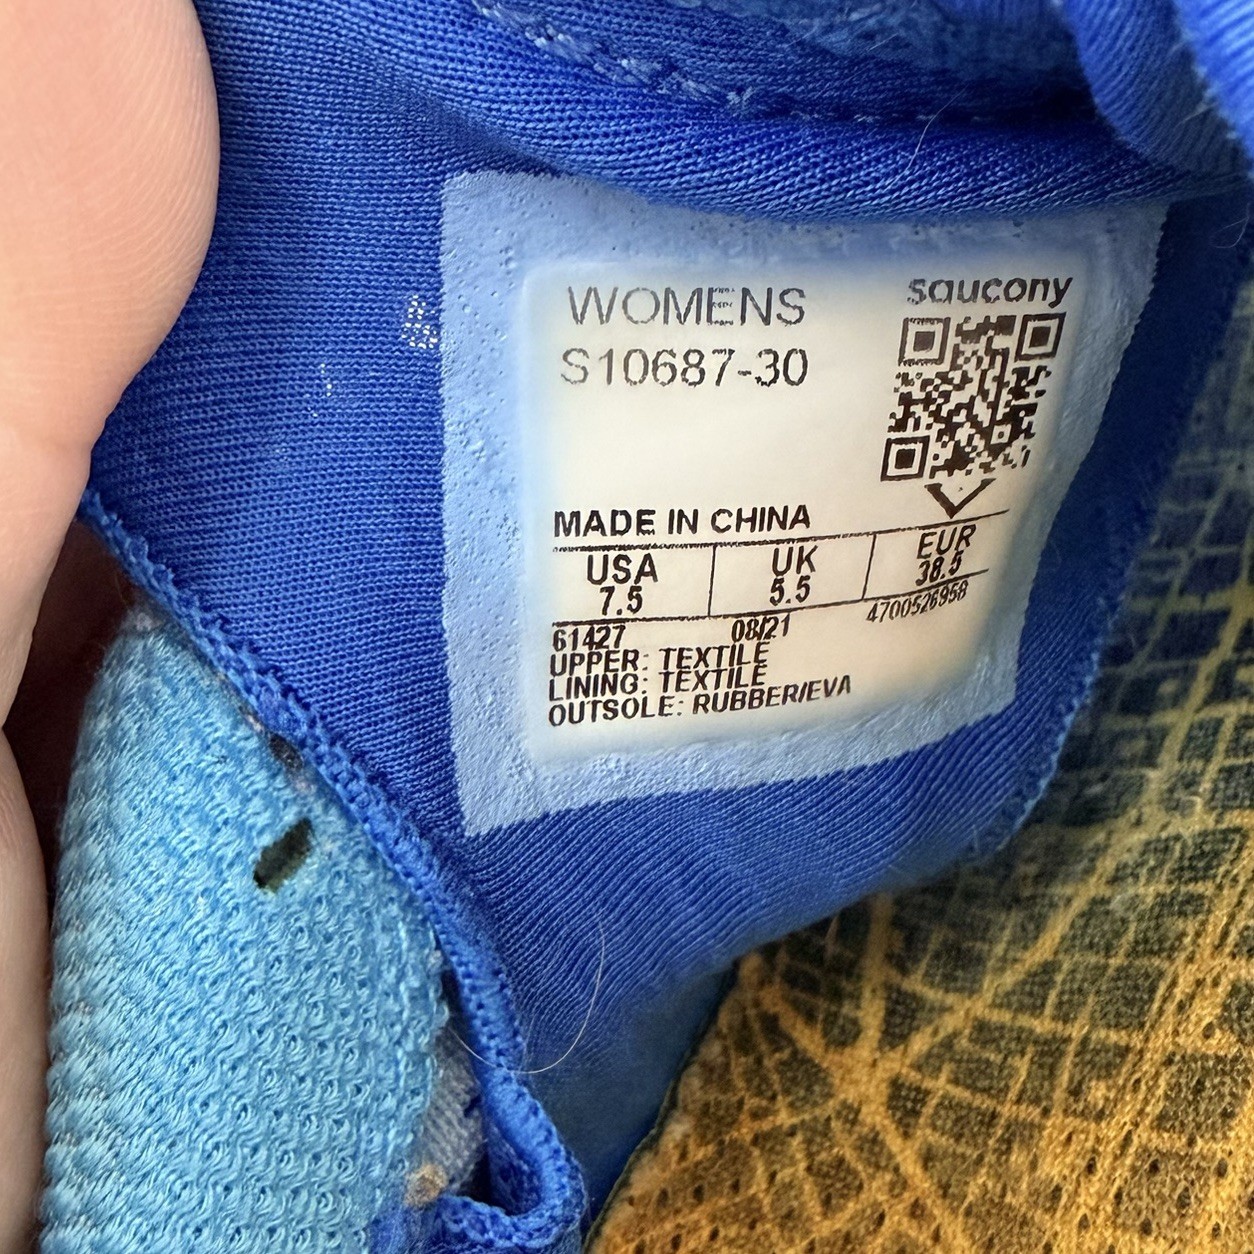 WOMENS
saucony
S10687-30
MADE IN CHINA
USA UK EUR
7.5 5.5 38.5
61427 08/21 4700526958
UPPER: TEXTILE
LINING: TEXTILE
OUTSOLE: RUBBER/EVA